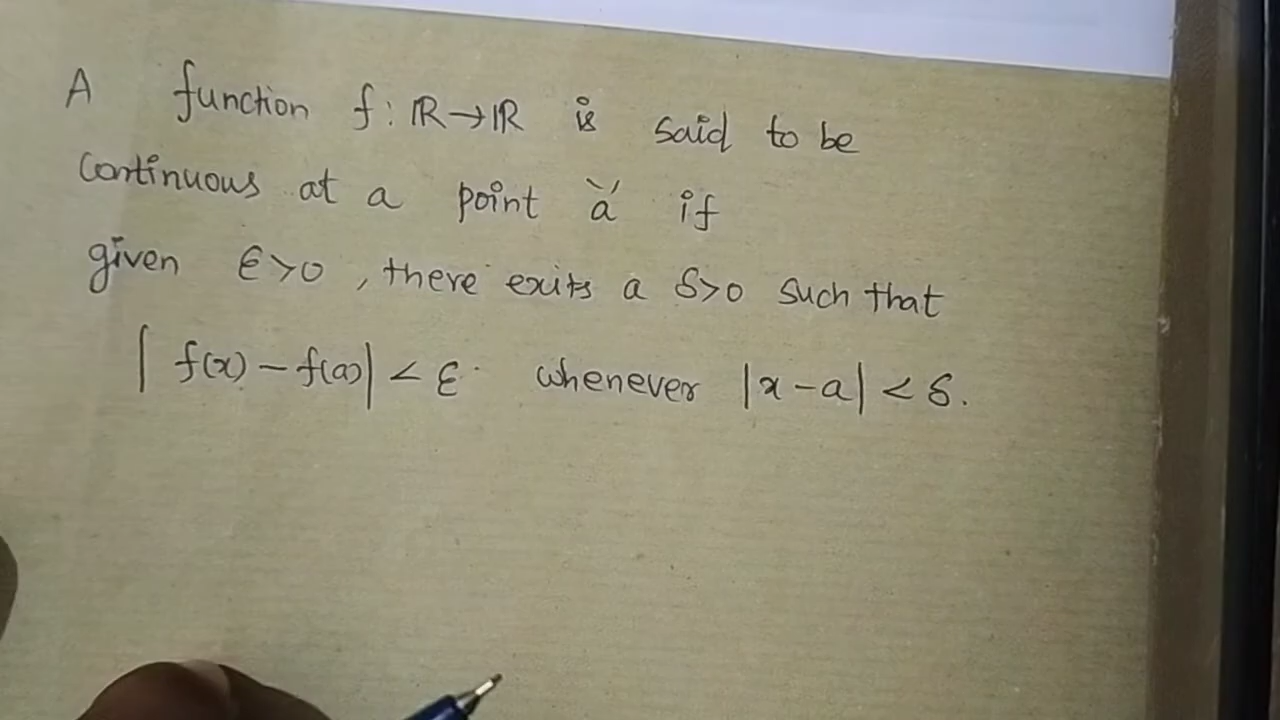 A function f: ℝ→ℝ is said to be
continuous at a point `a' if
given ε>0, there exits a δ>0 such that
| f(x) - f(a)| < ε whenever |x-a| < δ.